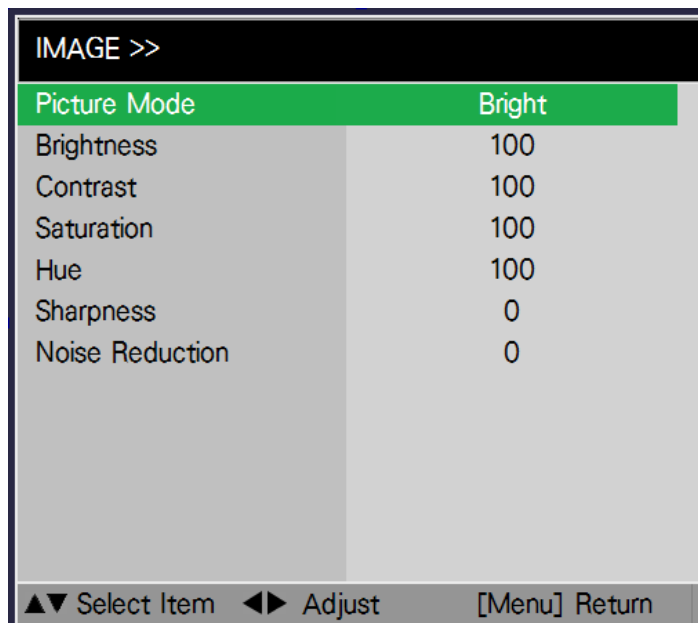 IMAGE >>
Picture Mode Bright
Brightness 100
Contrast 100
Saturation 100
Hue 100
Sharpness 0
Noise Reduction 0
▲▼ Select Item ◀▶ Adjust [Menu] Return